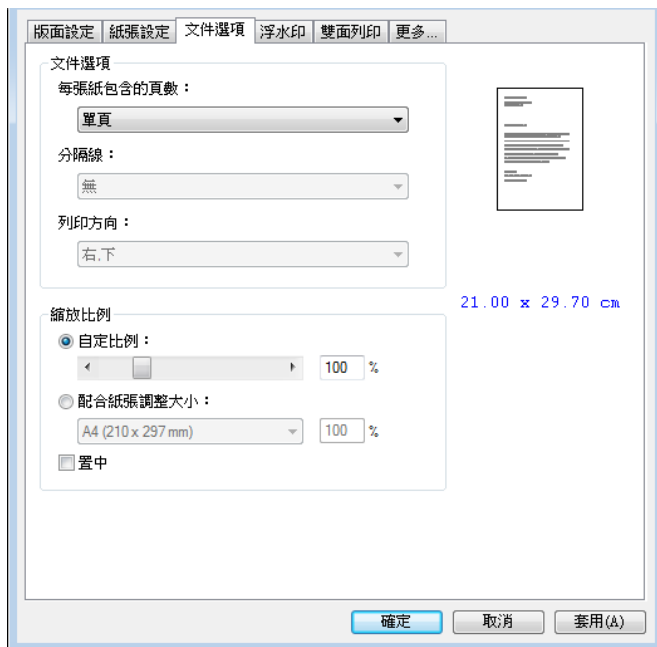 版面設定 紙張設定 文件選項 浮水印 雙面列印 更多...
文件選項
每張紙包含的頁數：
單頁
分隔線：
無
列印方向：
右.下
21.00 x 29.70 cm
縮放比例
自定比例：
100 %
配合紙張調整大小：
A4 (210 x 297 mm) 100 %
置中
確定 取消 套用(A)